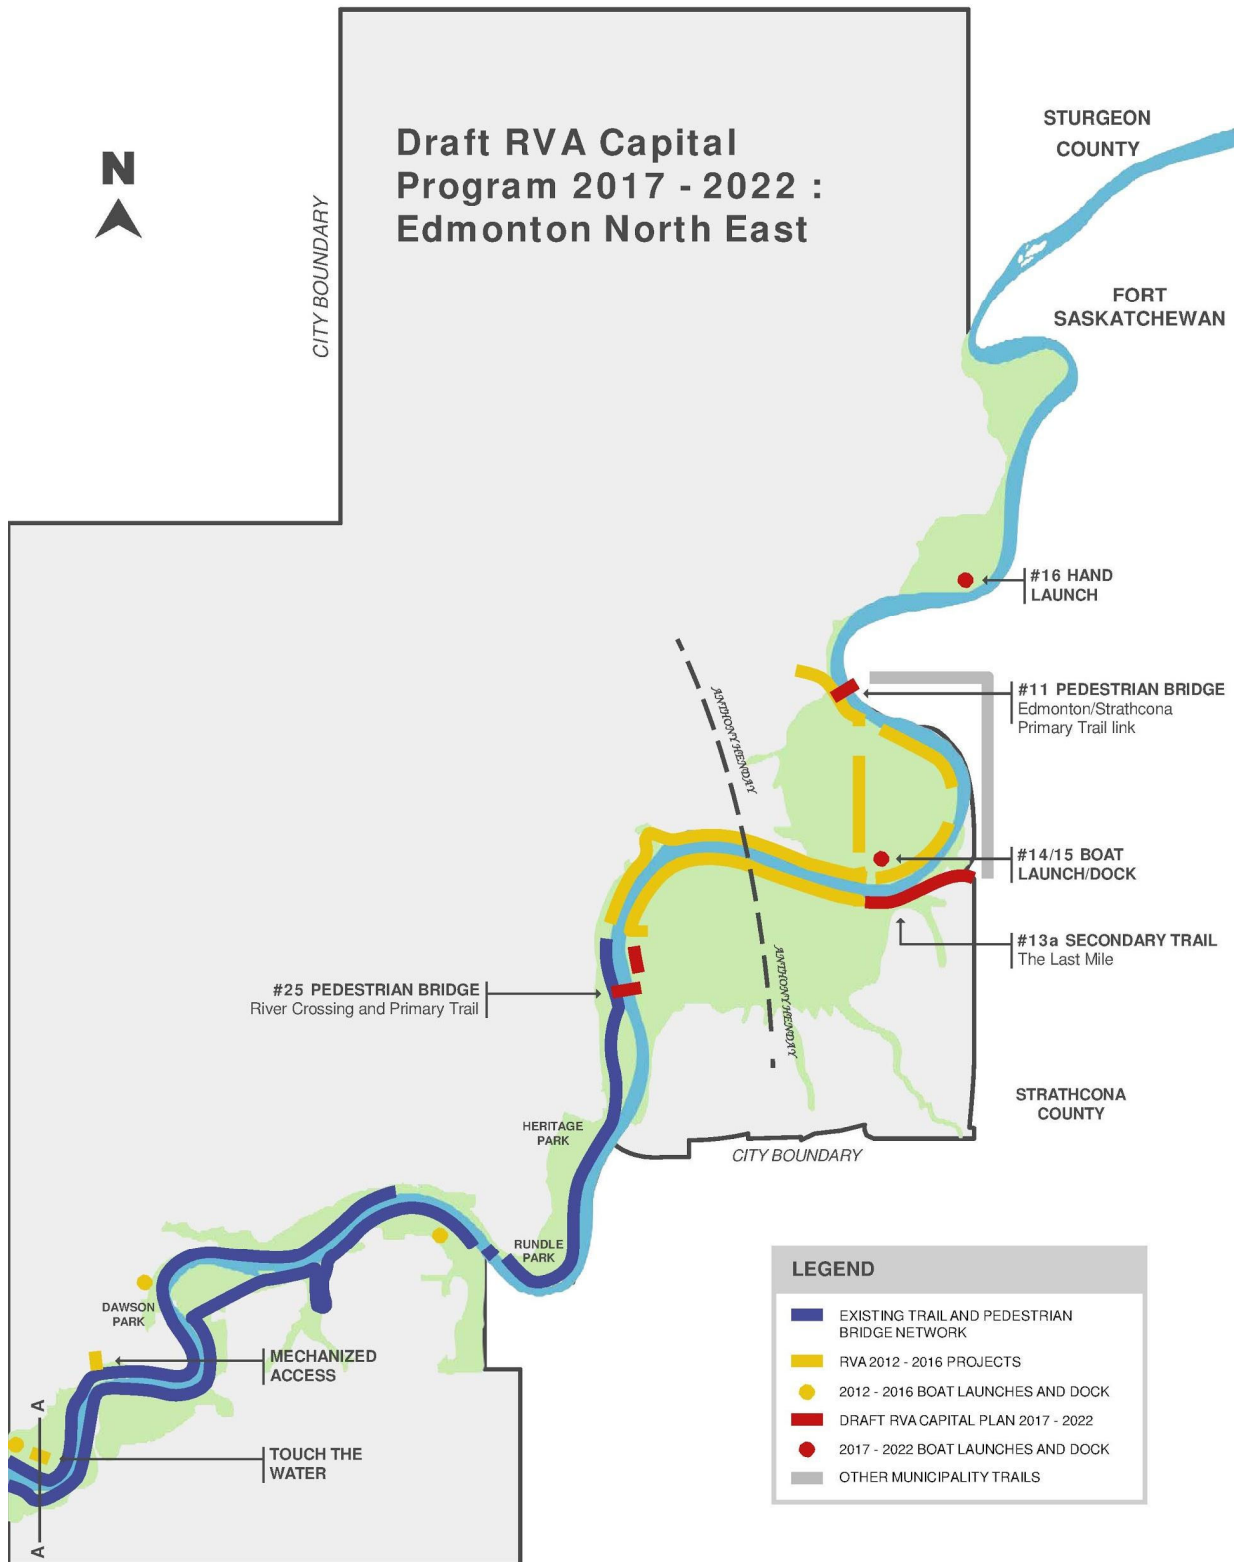 Draft RVA Capital
Program 2017 - 2022 :
Edmonton North East
N
CITY BOUNDARY
STURGEON
COUNTY
FORT
SASKATCHEWAN
#16 HAND
LAUNCH
#11 PEDESTRIAN BRIDGE
Edmonton/Strathcona
Primary Trail link
ANTHONY HENDAY
#14/15 BOAT
LAUNCH/DOCK
#13a SECONDARY TRAIL
The Last Mile
ANTHONY HENDAY
#25 PEDESTRIAN BRIDGE
River Crossing and Primary Trail
STRATHCONA
COUNTY
HERITAGE
PARK
CITY BOUNDARY
RUNDLE
PARK
DAWSON
PARK
MECHANIZED
ACCESS
A
TOUCH THE
WATER
A
LEGEND
EXISTING TRAIL AND PEDESTRIAN
BRIDGE NETWORK
RVA 2012 - 2016 PROJECTS
2012 - 2016 BOAT LAUNCHES AND DOCK
DRAFT RVA CAPITAL PLAN 2017 - 2022
2017 - 2022 BOAT LAUNCHES AND DOCK
OTHER MUNICIPALITY TRAILS